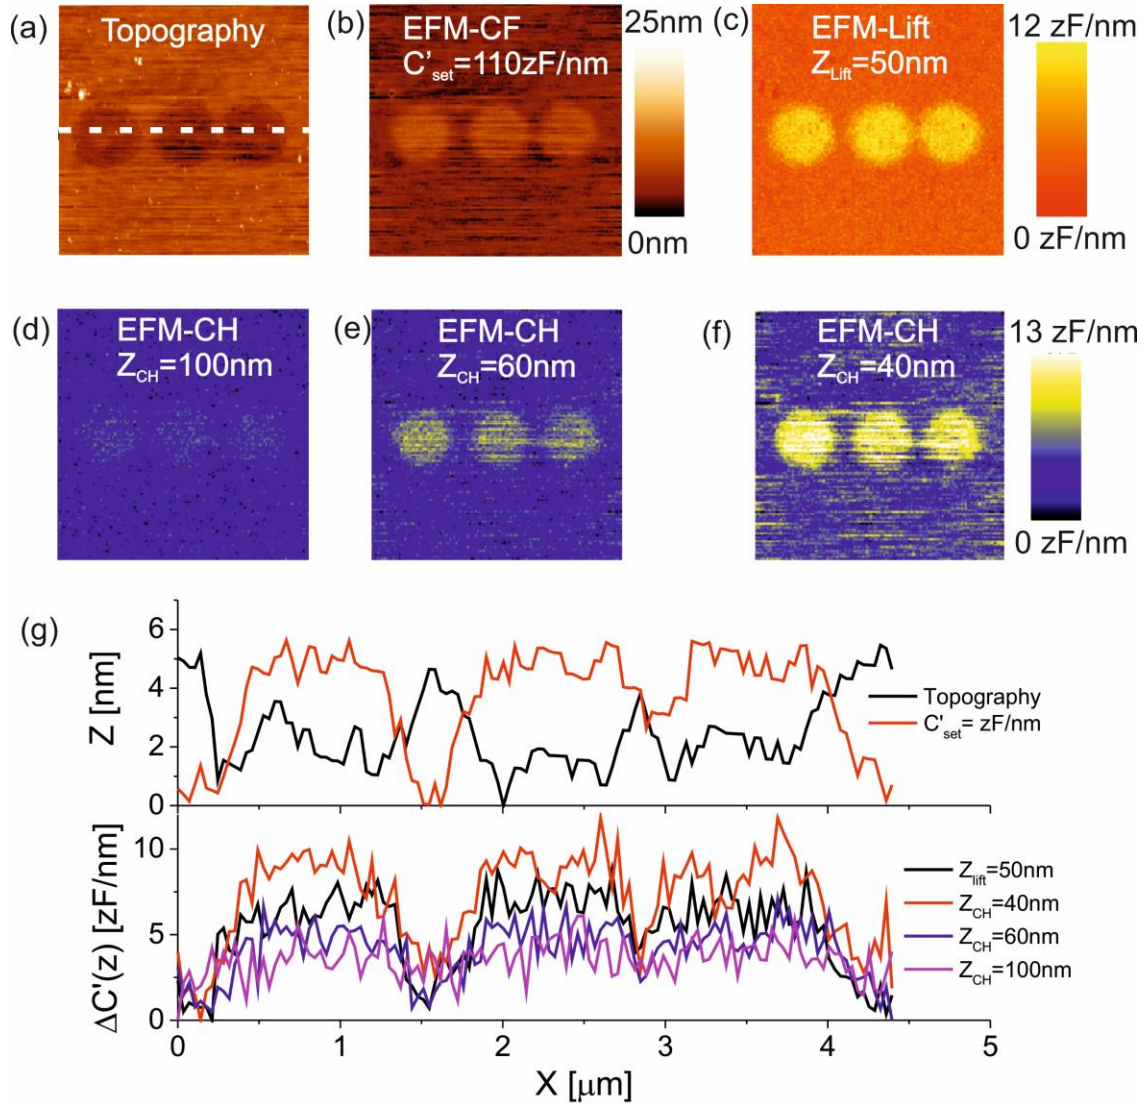 (a) Topography
(b) EFM-CF
C'set=110zF/nm
25nm
0nm
(c) EFM-Lift
ZLift=50nm
12 zF/nm
0 zF/nm
(d) EFM-CH
ZCH=100nm
(e) EFM-CH
ZCH=60nm
(f) EFM-CH
ZCH=40nm
13 zF/nm
0 zF/nm
(g)
Z [nm]
6
4
2
0
Topography
C'set= zF/nm
ΔC'(z) [zF/nm]
10
5
0
Zlift=50nm
ZCH=40nm
ZCH=60nm
ZCH=100nm
0 1 2 3 4 5
X [μm]